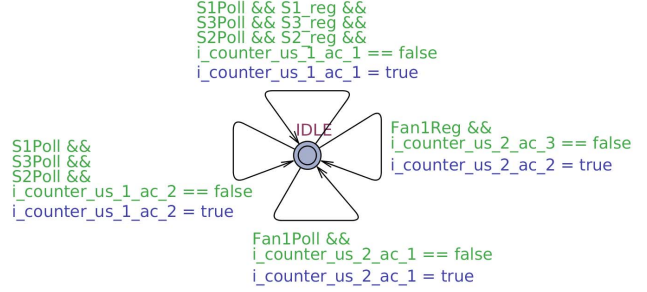 S1Poll && S1_reg &&
S3Poll && S3_reg &&
S2Poll && S2_reg &&
i_counter_us_1_ac_1 == false
i_counter_us_1_ac_1 = true
IDLE
Fan1Reg &&
i_counter_us_2_ac_3 == false
i_counter_us_2_ac_2 = true
S1Poll &&
S3Poll &&
S2Poll &&
i_counter_us_1_ac_2 == false
i_counter_us_1_ac_2 = true
Fan1Poll &&
i_counter_us_2_ac_1 == false
i_counter_us_2_ac_1 = true